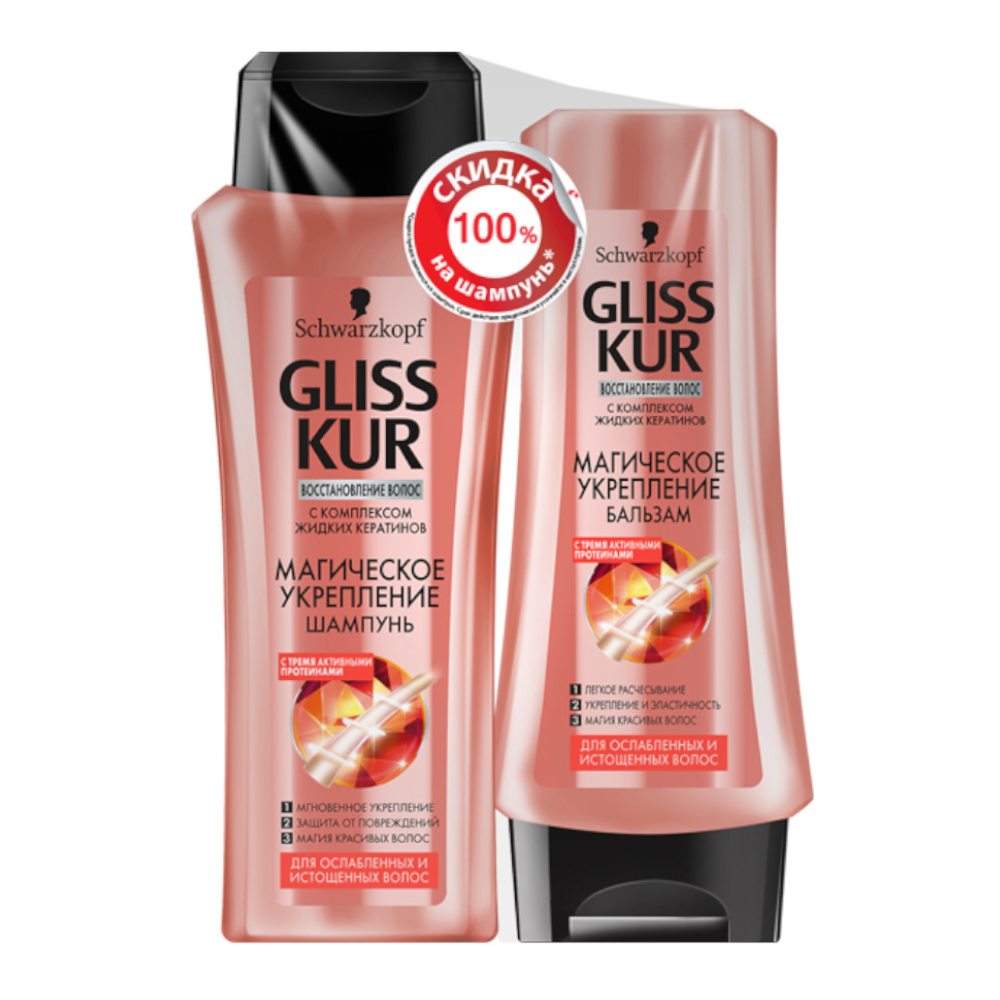 Schwarzkopf
GLISS
KUR
ВОССТАНОВЛЕНИЕ ВОЛОС
С КОМПЛЕКСОМ
ЖИДКИХ КЕРАТИНОВ
МАГИЧЕСКОЕ
УКРЕПЛЕНИЕ
ШАМПУНЬ
С ТРЕМЯ АКТИВНЫМИ
ПРОТЕИНАМИ
1 МГНОВЕННОЕ УКРЕПЛЕНИЕ
2 ЗАЩИТА ОТ ПОВРЕЖДЕНИЙ
3 МАГИЯ КРАСИВЫХ ВОЛОС
ДЛЯ ОСЛАБЛЕННЫХ И
ИСТОЩЕННЫХ ВОЛОС
СКИДКА
100%
на шампунь*
Schwarzkopf
GLISS
KUR
ВОССТАНОВЛЕНИЕ ВОЛОС
С КОМПЛЕКСОМ
ЖИДКИХ КЕРАТИНОВ
МАГИЧЕСКОЕ
УКРЕПЛЕНИЕ
БАЛЬЗАМ
С ТРЕМЯ АКТИВНЫМИ
ПРОТЕИНАМИ
1 ЛЕГКОЕ РАСЧЕСЫВАНИЕ
2 УКРЕПЛЕНИЕ И ЭЛАСТИЧНОСТЬ
3 МАГИЯ КРАСИВЫХ ВОЛОС
ДЛЯ ОСЛАБЛЕННЫХ И
ИСТОЩЕННЫХ ВОЛОС